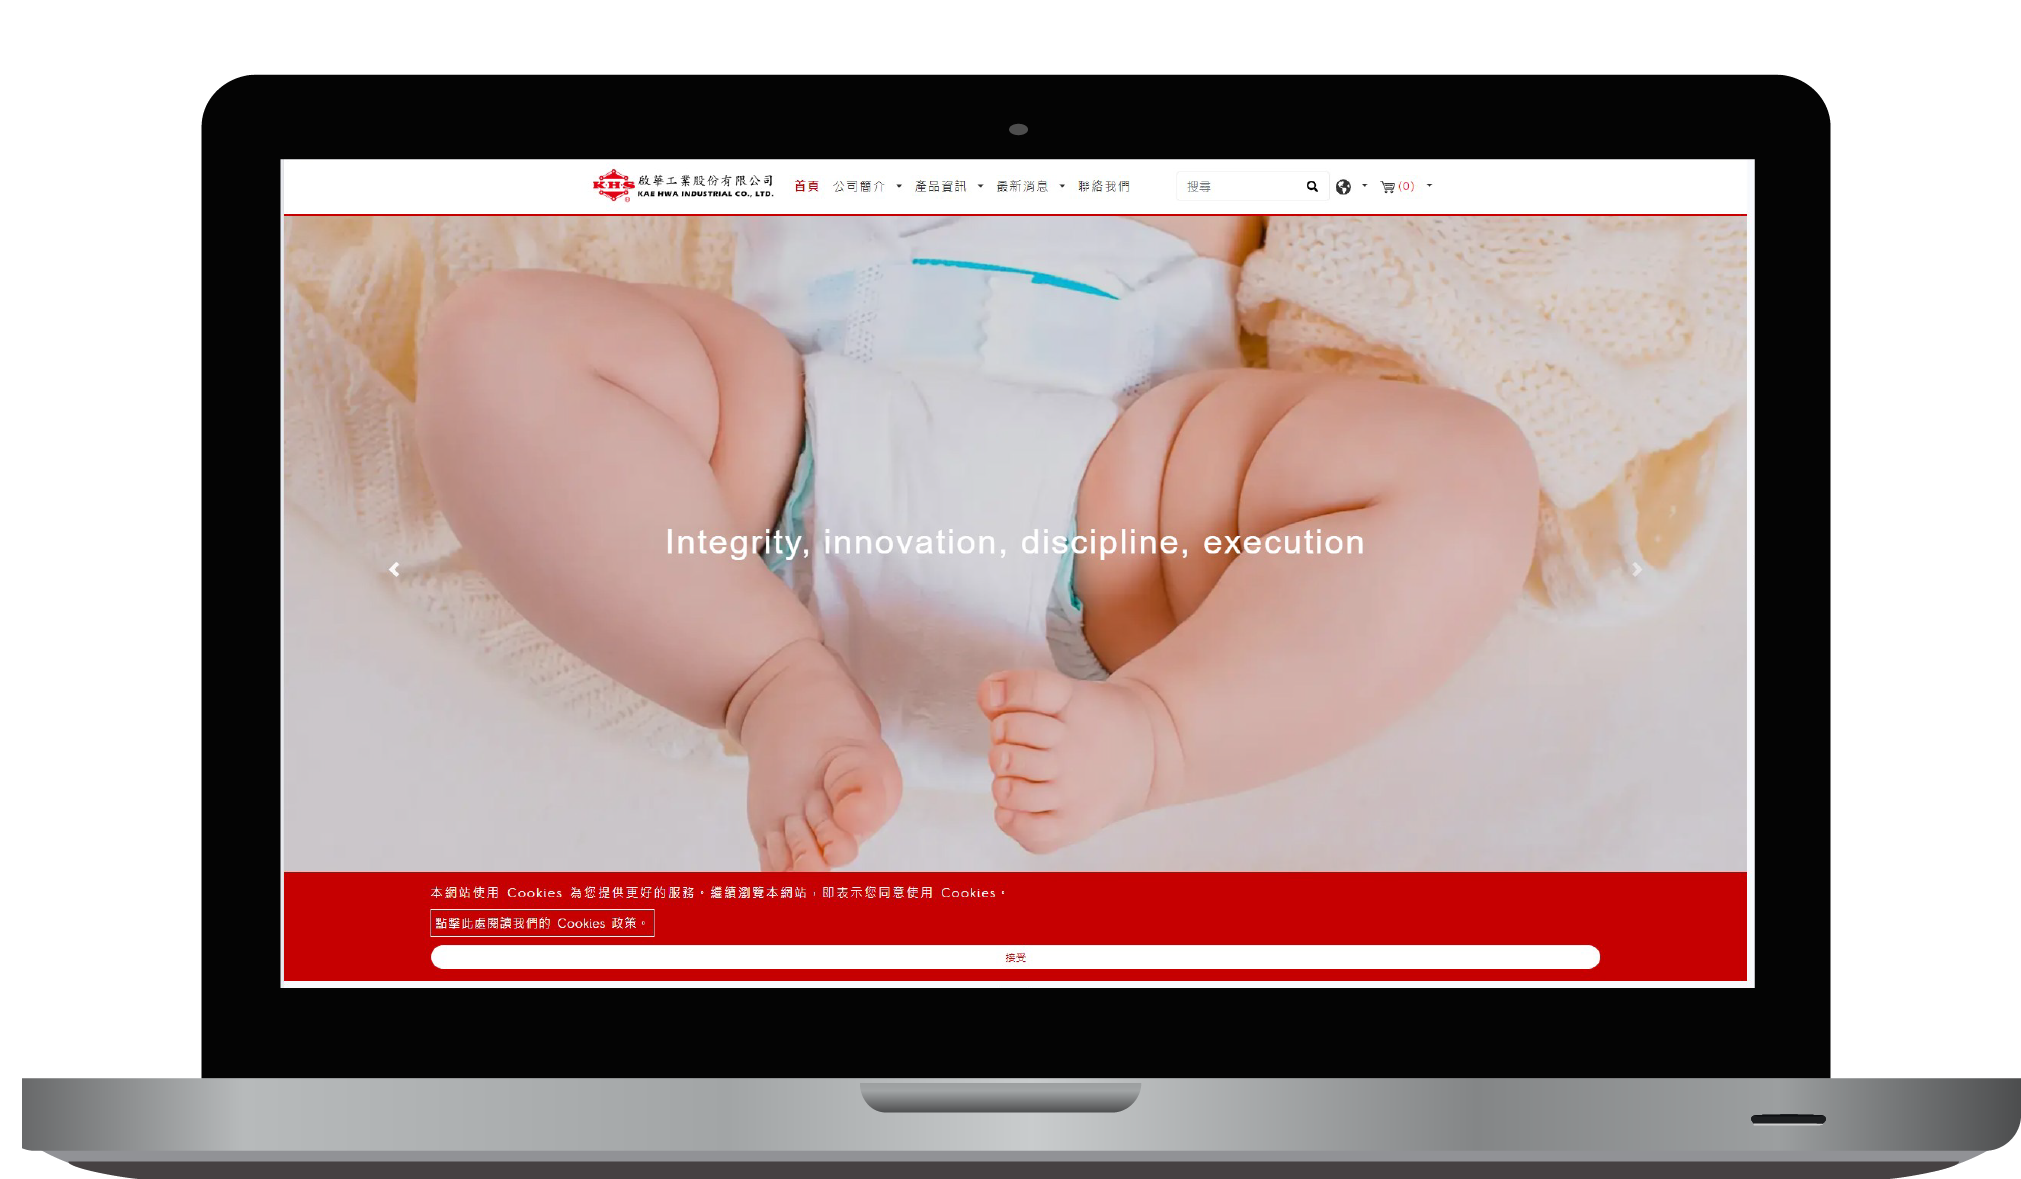 KHS
啟華工業股份有限公司
KAE HWA INDUSTRIAL CO., LTD.
首頁 公司簡介 產品資訊 最新消息 聯絡我們 搜尋 (0)
Integrity, innovation, discipline, execution
本網站使用 Cookies 為您提供更好的服務。繼續瀏覽本網站,即表示您同意使用 Cookies。
點擊此處閱讀我們的 Cookies 政策。
接受